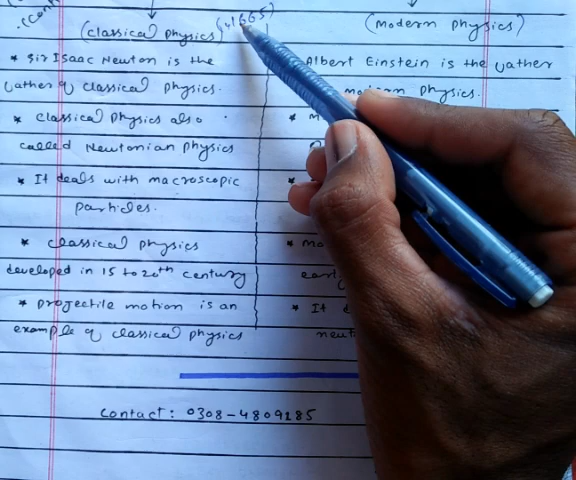 (classical Physics) (modern Physics)
* Sir Isaac Newton is the
father of classical Physics.
* classical Physics also
called Newtonian Physics
* It deals with macroscopic
particles.
* classical Physics
developed in 15 to 20th century
* projectile motion is an
example of classical physics
Albert Einstein is the father
modern Physics.
* It
Contact: 0308-4809285